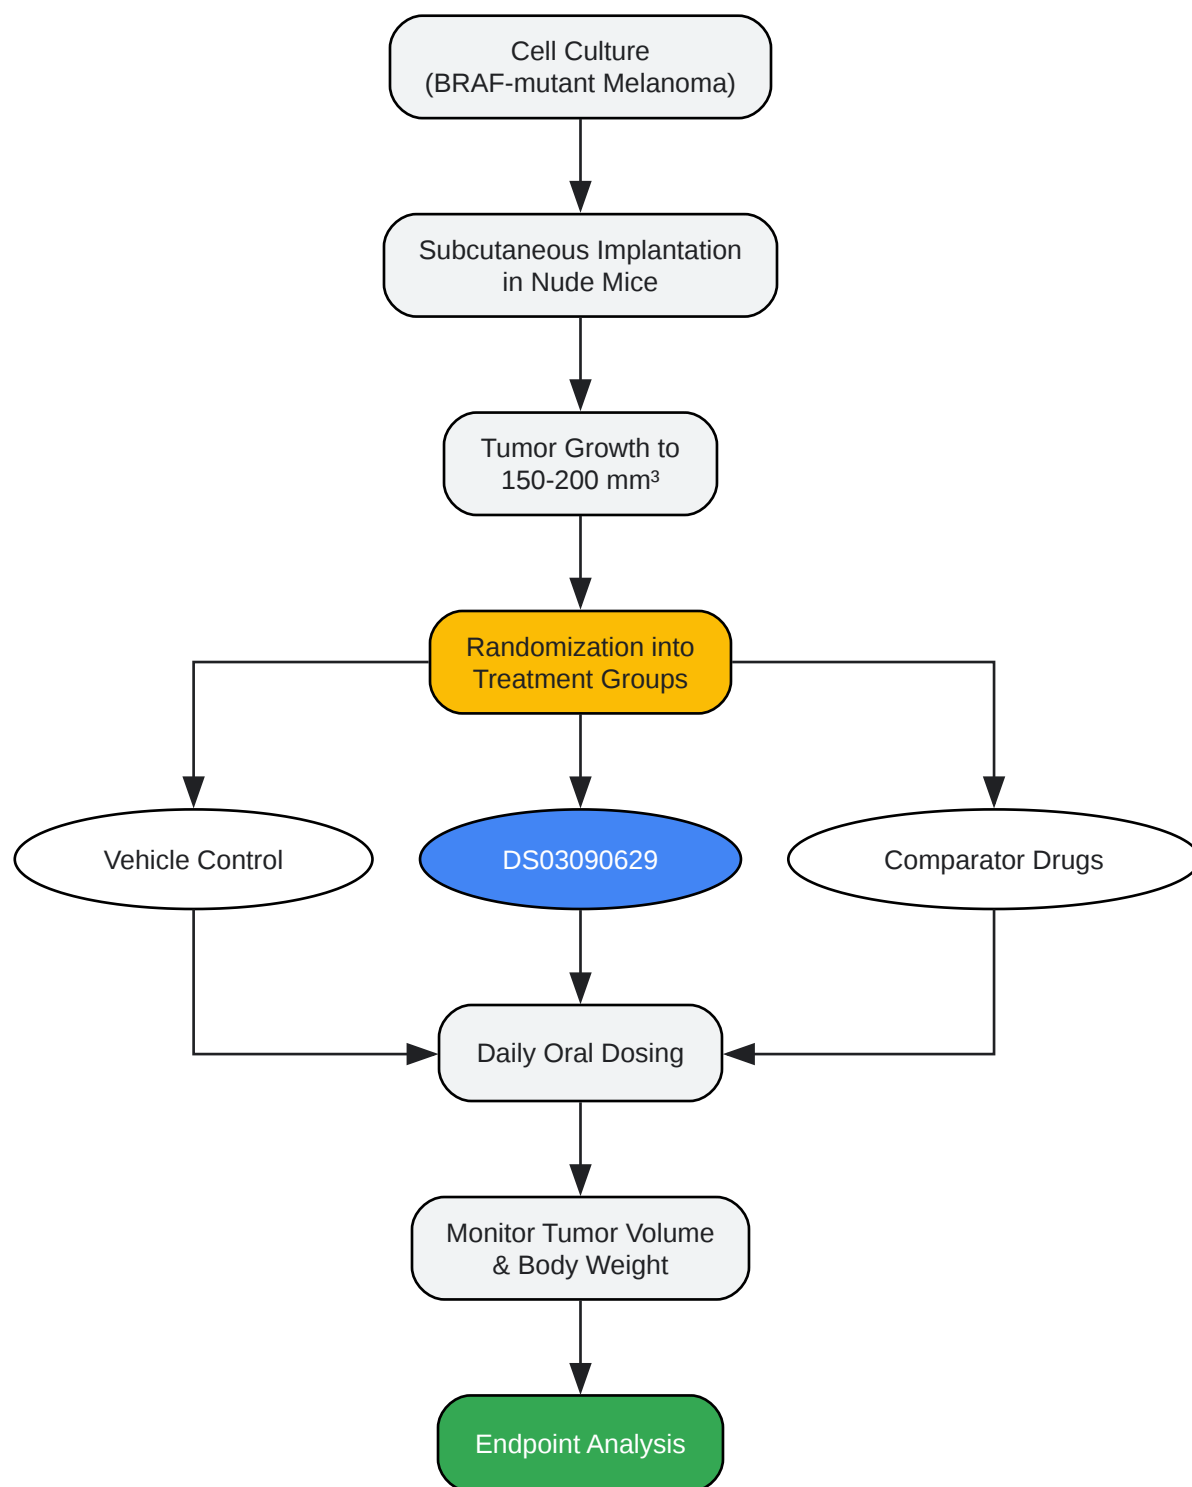 Cell Culture
(BRAF-mutant Melanoma)
Subcutaneous Implantation
in Nude Mice
Tumor Growth to
150-200 mm³
Randomization into
Treatment Groups
Vehicle Control
DS03090629
Comparator Drugs
Daily Oral Dosing
Monitor Tumor Volume
& Body Weight
Endpoint Analysis